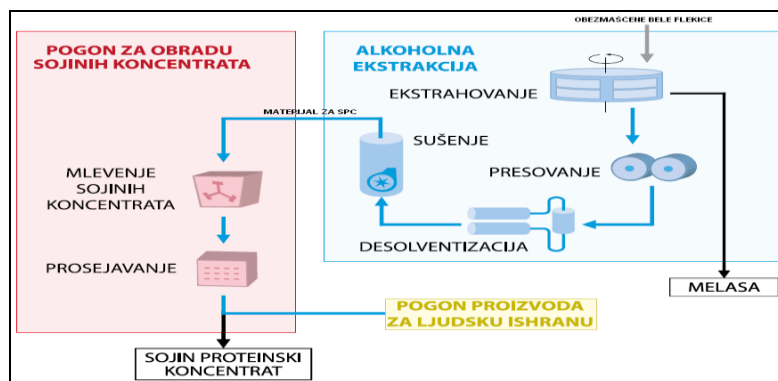 OBEZMAŠĆENE BELE FLEKICE
POGON ZA OBRADU
SOJINIH KONCENTRATA
ALKOHOLNA
EKSTRAKCIJA
EKSTRAHOVANJE
MATERIJAL ZA SPC
SUŠENJE
PRESOVANJE
MLEVENJE
SOJINIH
KONCENTRATA
DESOLVENTIZACIJA
PROSEJAVANJE
MELASA
POGON PROIZVODA
ZA LJUDSKU ISHRANU
SOJIN PROTEINSKI
KONCENTRAT